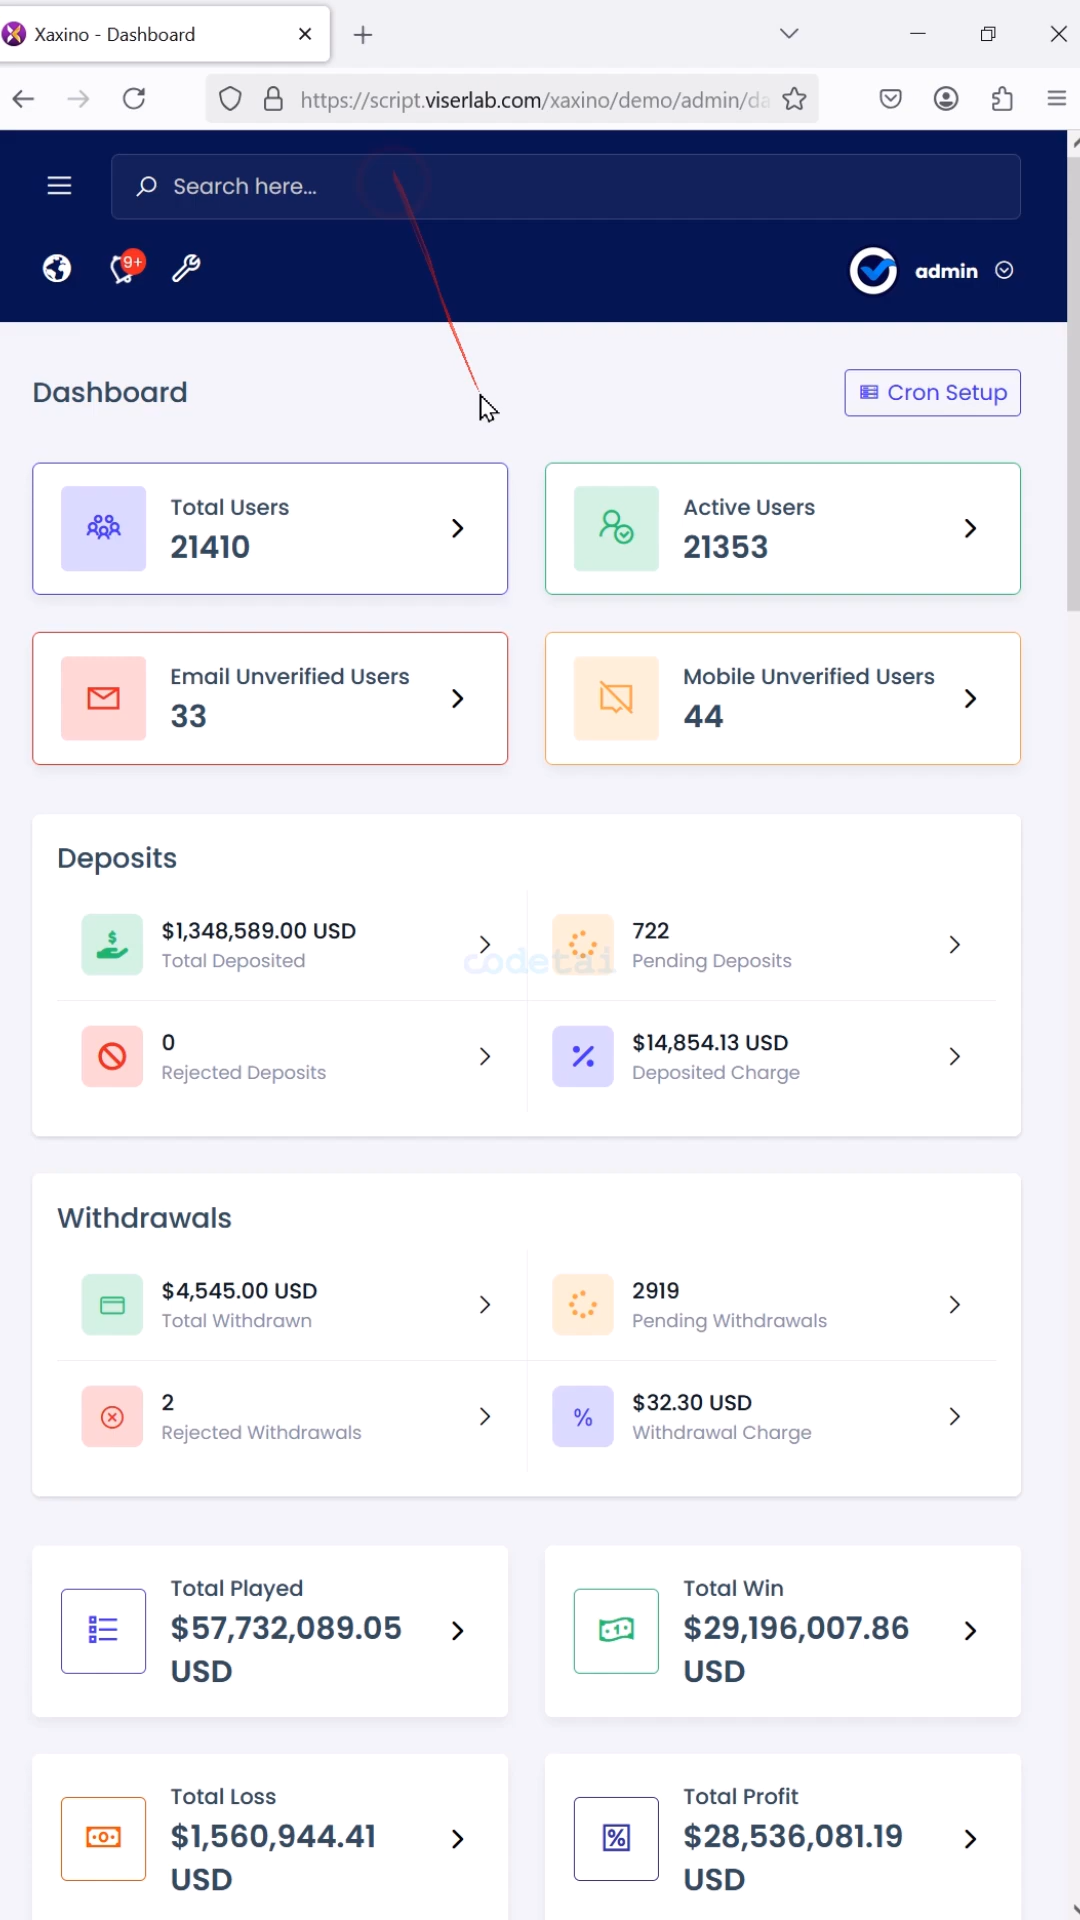 Xaxino - Dashboard
https://script.viserlab.com/xaxino/demo/admin/da
Search here...
9+
admin
Dashboard
Cron Setup
Total Users
21410
Active Users
21353
Email Unverified Users
33
Mobile Unverified Users
44
Deposits
$1,348,589.00 USD
Total Deposited
722
Pending Deposits
codetai
0
Rejected Deposits
$14,854.13 USD
Deposited Charge
Withdrawals
$4,545.00 USD
Total Withdrawn
2919
Pending Withdrawals
2
Rejected Withdrawals
$32.30 USD
Withdrawal Charge
Total Played
$57,732,089.05
USD
Total Win
$29,196,007.86
USD
Total Loss
$1,560,944.41
USD
Total Profit
$28,536,081.19
USD